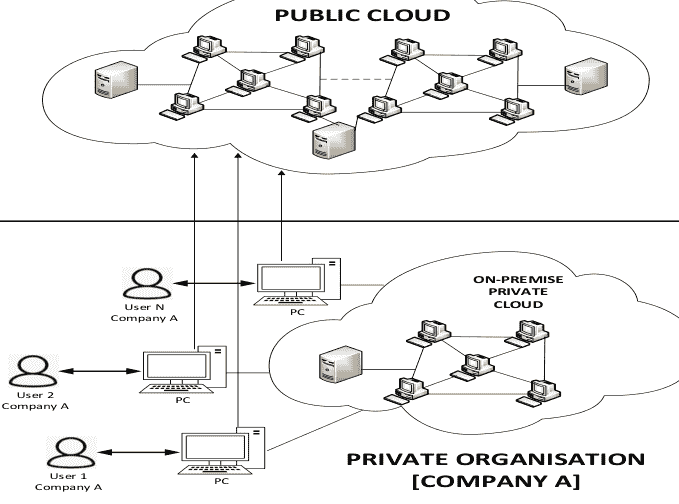 PUBLIC CLOUD
ON-PREMISE
PRIVATE
CLOUD
User N
Company A
PC
User 2
Company A
PC
User 1
Company A
PC
PRIVATE ORGANISATION
[COMPANY A]